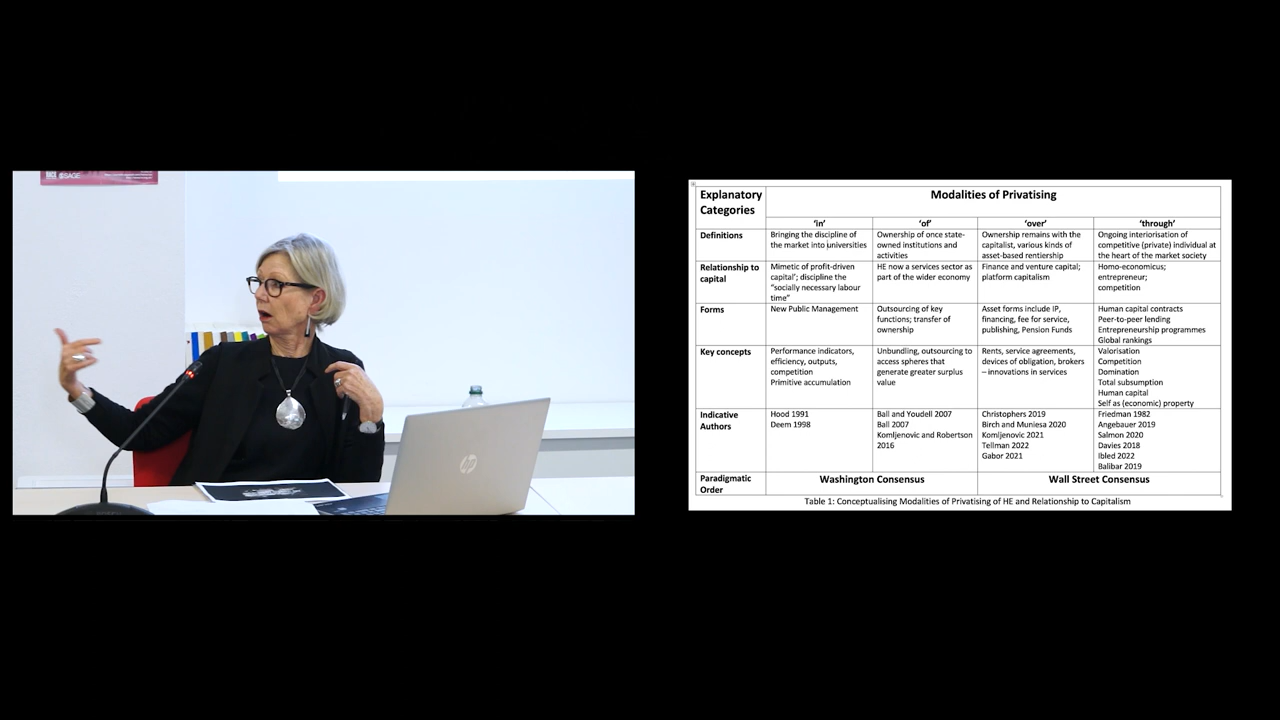 SAGE
hp
Explanatory
Categories
Modalities of Privatising
'in'
'of'
'over'
'through'
Definitions
Bringing the discipline of
the market into universities
Ownership of once state-
owned institutions and
activities
Ownership remains with the
capitalist, various kinds of
asset-based rentiership
Ongoing interiorisation of
competitive (private) individual at
the heart of the market society
Relationship to
capital
Mimetic of profit-driven
capital'; discipline the
"socially necessary labour
time"
HE now a services sector as
part of the wider economy
Finance and venture capital;
platform capitalism
Homo-economicus;
entrepreneur;
competition
Forms
New Public Management
Outsourcing of key
functions; transfer of
ownership
Asset forms include IP,
financing, fee for service,
publishing, Pension Funds
Human capital contracts
Peer-to-peer lending
Entrepreneurship programmes
Global rankings
Key concepts
Performance indicators,
efficiency, outputs,
competition
Primitive accumulation
Unbundling, outsourcing to
access spheres that
generate greater surplus
value
Rents, service agreements,
devices of obligation, brokers
– innovations in services
Valorisation
Competition
Domination
Total subsumption
Human capital
Self as (economic) property
Indicative
Authors
Hood 1991
Deem 1998
Ball and Youdell 2007
Ball 2007
Komljenovic and Robertson
2016
Christophers 2019
Birch and Muniesa 2020
Komljenovic 2021
Tellman 2022
Gabor 2021
Friedman 1982
Angebauer 2019
Salmon 2020
Davies 2018
Ibled 2022
Balibar 2019
Paradigmatic
Order
Washington Consensus
Wall Street Consensus
Table 1: Conceptualising Modalities of Privatising of HE and Relationship to Capitalism